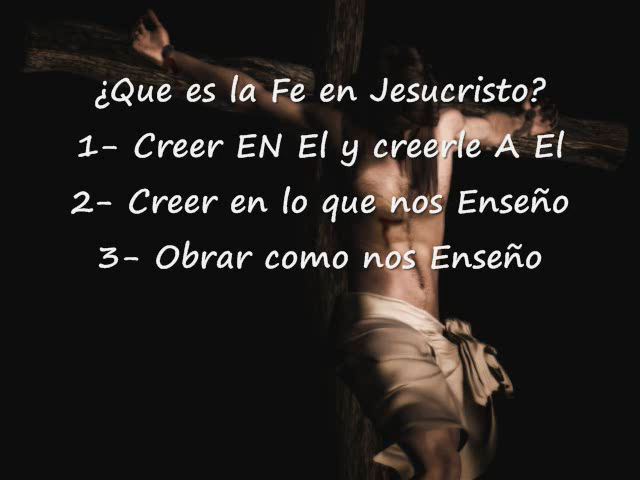 ¿Que es la Fe en Jesucristo?
1- Creer EN El y creerle A El
2- Creer en lo que nos Enseño
3- Obrar como nos Enseño